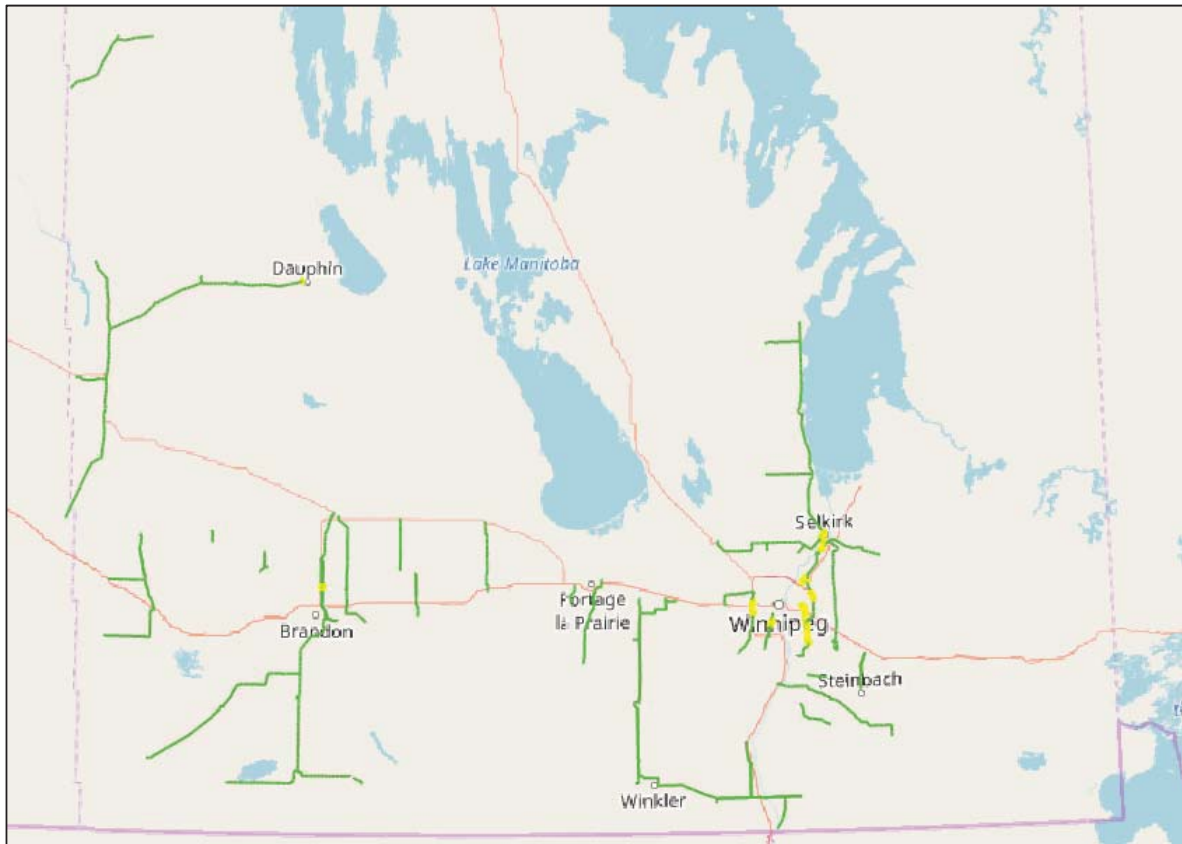 Dauphin
Lake Manitoba
Selkirk
Portage
la Prairie
Winnipeg
Brandon
Steinbach
Winkler